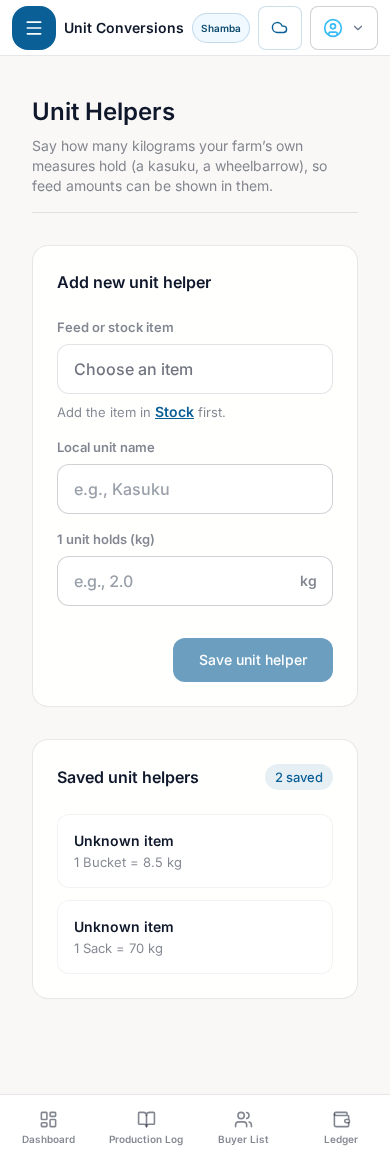 Unit Conversions
Shamba
Unit Helpers
Say how many kilograms your farm's own
measures hold (a kasuku, a wheelbarrow), so
feed amounts can be shown in them.
Add new unit helper
Feed or stock item
Choose an item
Add the item in Stock first.
Local unit name
e.g., Kasuku
1 unit holds (kg)
e.g., 2.0
kg
Save unit helper
Saved unit helpers
2 saved
Unknown item
1 Bucket = 8.5 kg
Unknown item
1 Sack = 70 kg
Dashboard
Production Log
Buyer List
Ledger